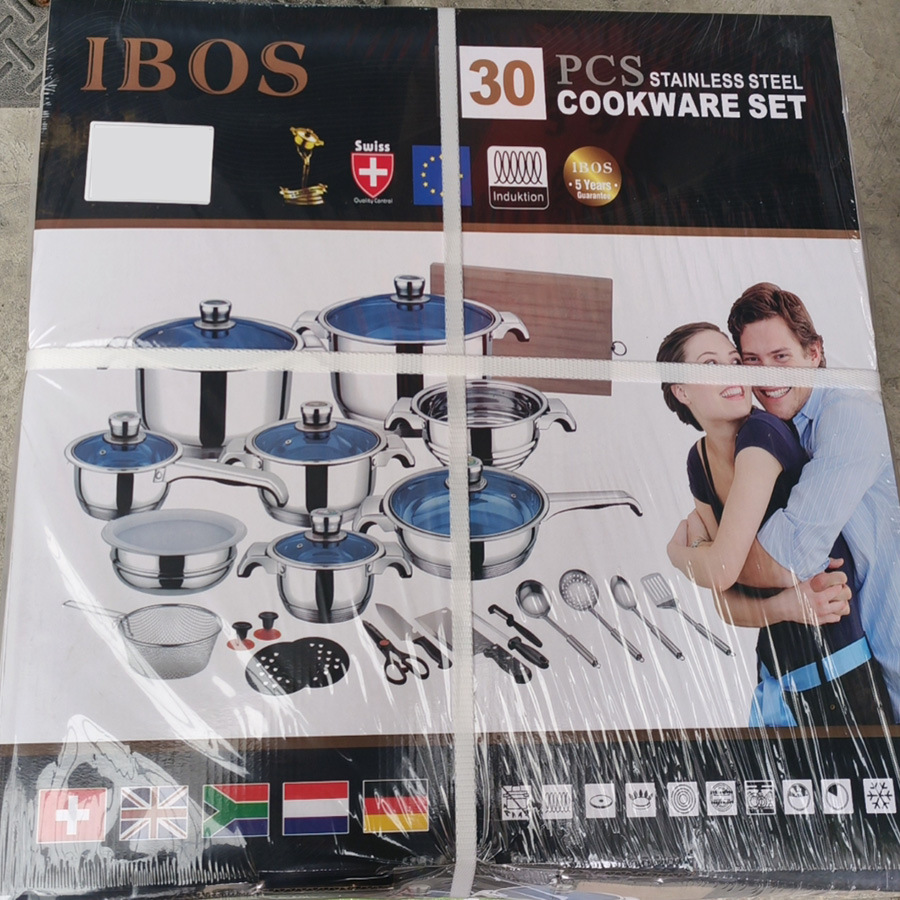 IBOS
30 PCS STAINLESS STEEL
COOKWARE SET
Swiss
Quality Control
Induktion
IBOS
5 Years
Guarantee